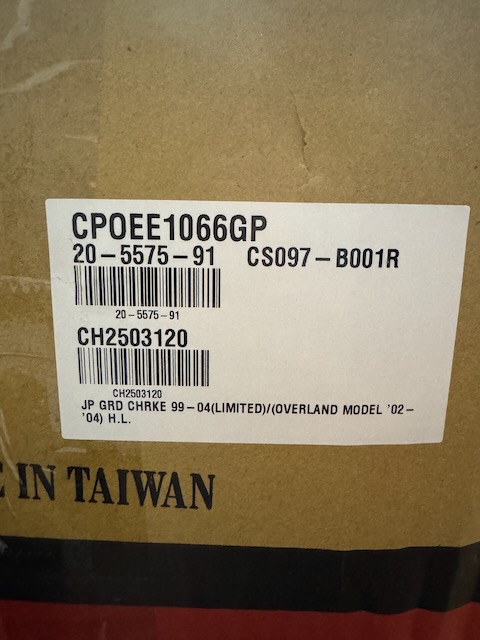 CPOEE1066GP
20-5575-91 CS097-B001R
20-5575-91
CH2503120
CH2503120
JP GRD CHRKE 99-04(LIMITED)/(OVERLAND MODEL '02-
'04) H.L.
IN TAIWAN